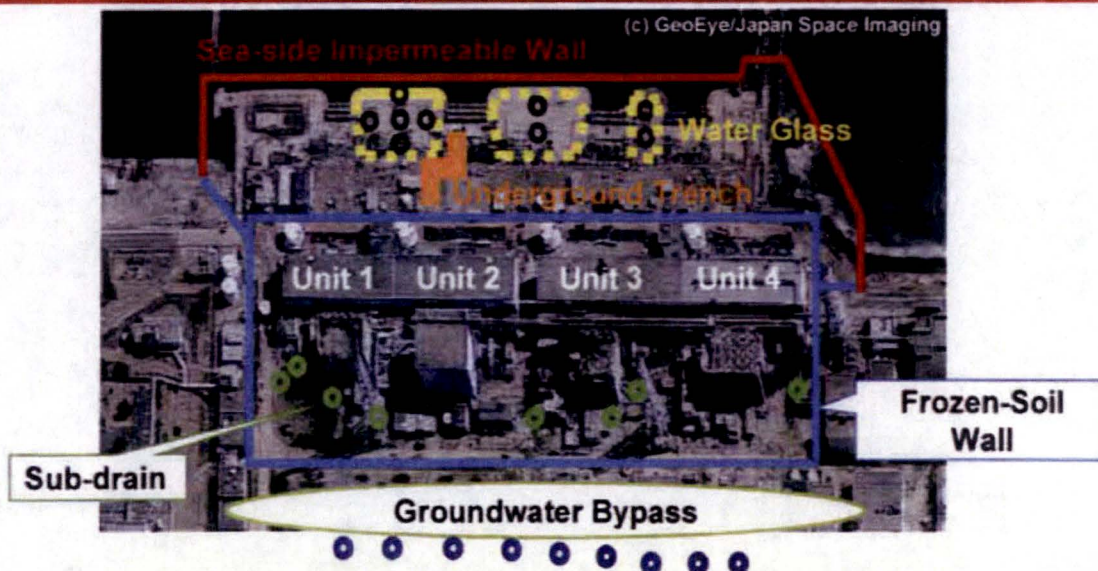 (c) GeoEye/Japan Space Imaging
Sea-side Impermeable Wall
Water Glass
Underground Trench
Unit 1
Unit 2
Unit 3
Unit 4
Frozen-Soil
Wall
Sub-drain
Groundwater Bypass